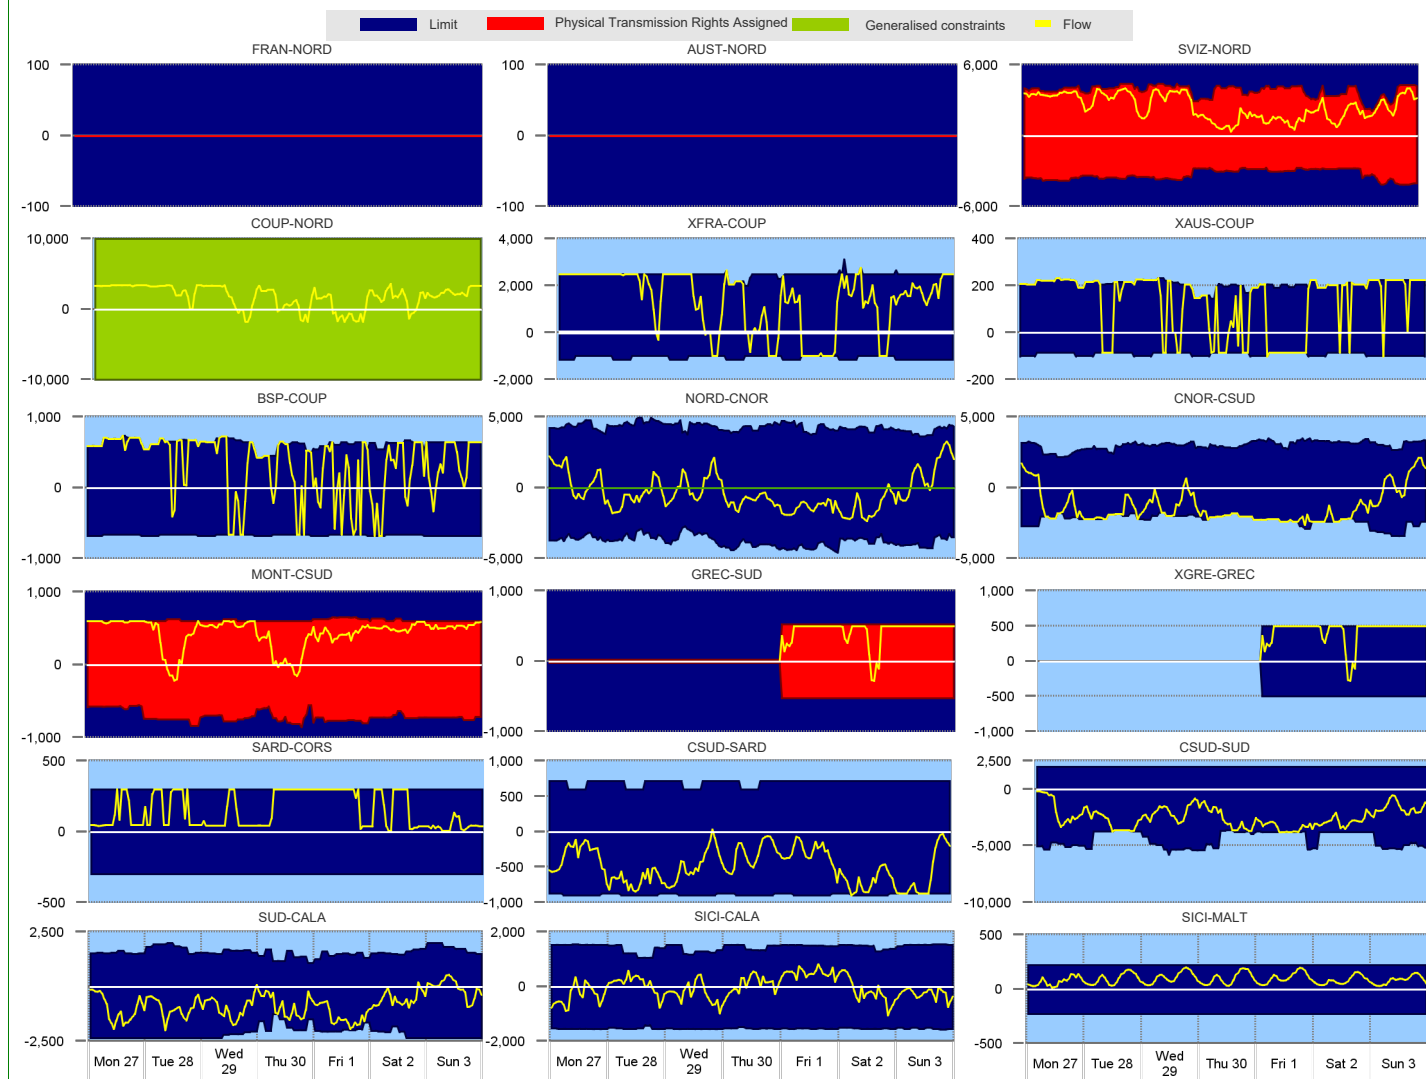 Limit Physical Transmission Rights Assigned Generalised constraints Flow
FRAN-NORD AUST-NORD SVIZ-NORD
100 100 6,000
0 0
-100 -100 -6,000
COUP-NORD XFRA-COUP XAUS-COUP
10,000 4,000 400
2,000 200
0 0 0
-10,000 -2,000 -200
BSP-COUP NORD-CNOR CNOR-CSUD
1,000 5,000 5,000
0 0 0
-1,000 -5,000 -5,000
MONT-CSUD GREC-SUD XGRE-GREC
1,000 1,000 1,000
500
0 0 0
-500
-1,000 -1,000 -1,000
SARD-CORS CSUD-SARD CSUD-SUD
500 1,000 2,500
500 0
0 0
-500 -5,000
-500 -1,000 -10,000
SUD-CALA SICI-CALA SICI-MALT
2,500 2,000 500
0 0 0
-2,500 -2,000 -500
Mon 27 Tue 28 Wed 29 Thu 30 Fri 1 Sat 2 Sun 3 Mon 27 Tue 28 Wed 29 Thu 30 Fri 1 Sat 2 Sun 3 Mon 27 Tue 28 Wed 29 Thu 30 Fri 1 Sat 2 Sun 3